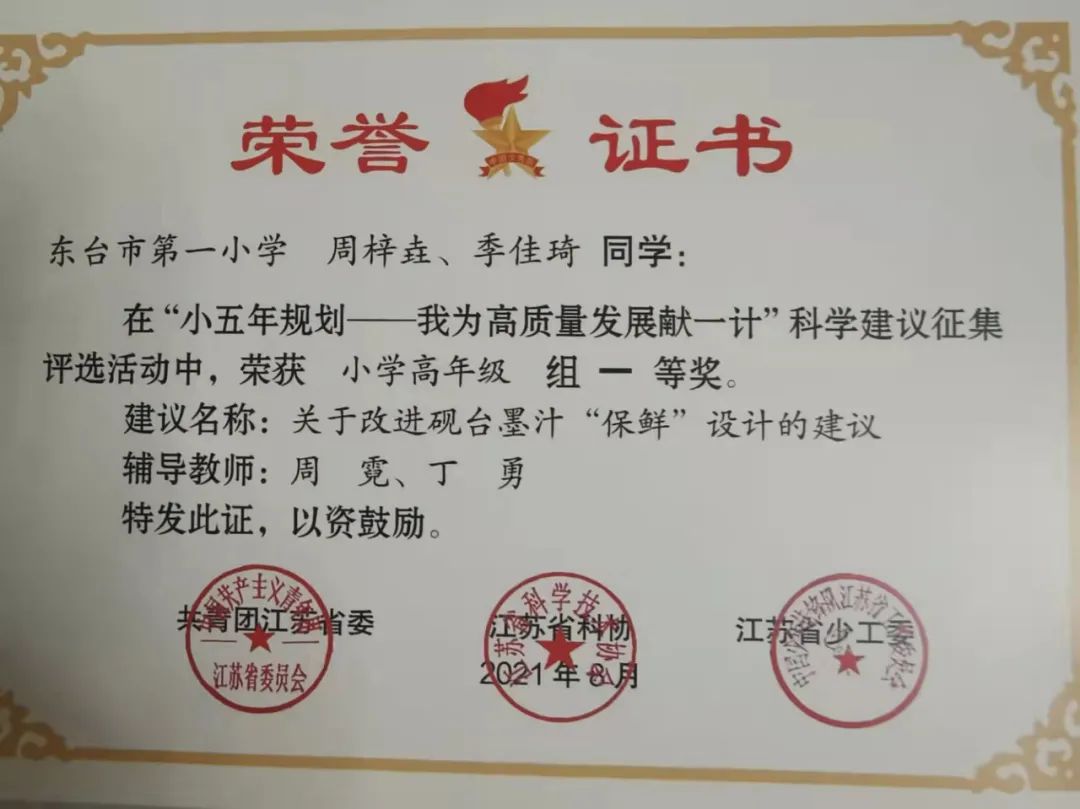 荣誉 证书
东台市第一小学 周梓垚、季佳琦 同学：
在“小五年规划——我为高质量发展献一计”科学建议征集
评选活动中，荣获 小学高年级 组 一 等奖。
建议名称：关于改进砚台墨汁“保鲜”设计的建议
辅导教师：周 霓、丁 勇
特发此证，以资鼓励。
共青团江苏省委 江苏省科协 江苏省少工委
2021年8月
江苏省委员会